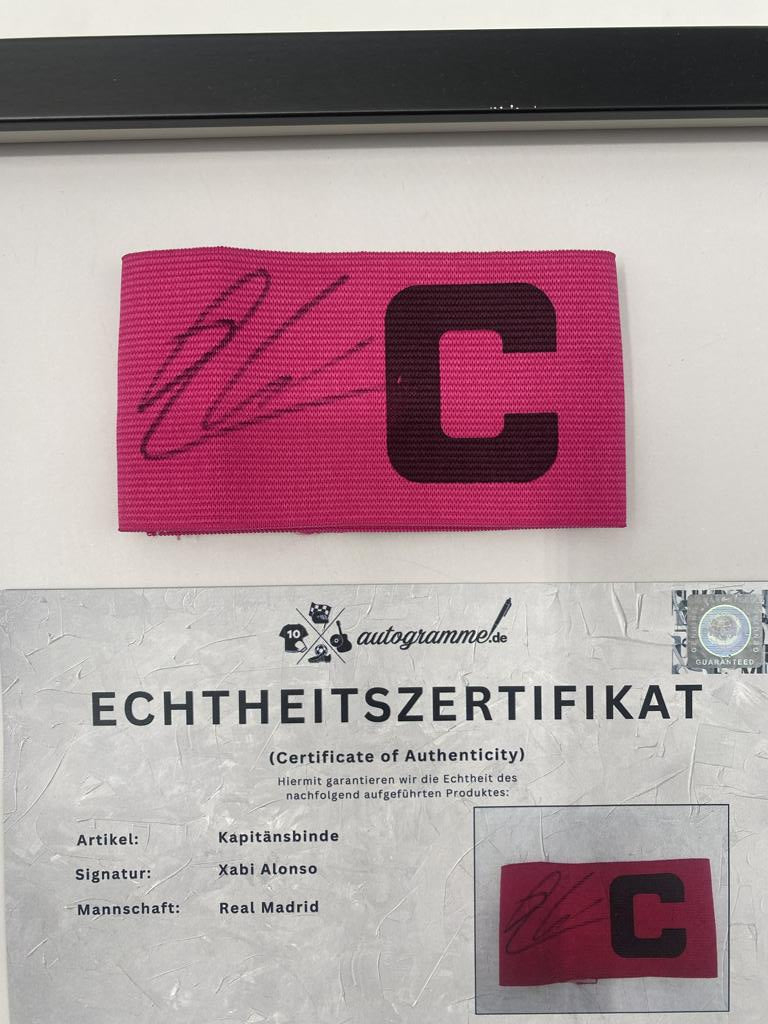 C
10
autogramme.de
GENUINE
GUARANTEED
ECHTHEITSZERTIFIKAT
(Certificate of Authenticity)
Hiermit garantieren wir die Echtheit des
nachfolgend aufgeführten Produktes:
Artikel: Kapitänsbinde
Signatur: Xabi Alonso
Mannschaft: Real Madrid
C